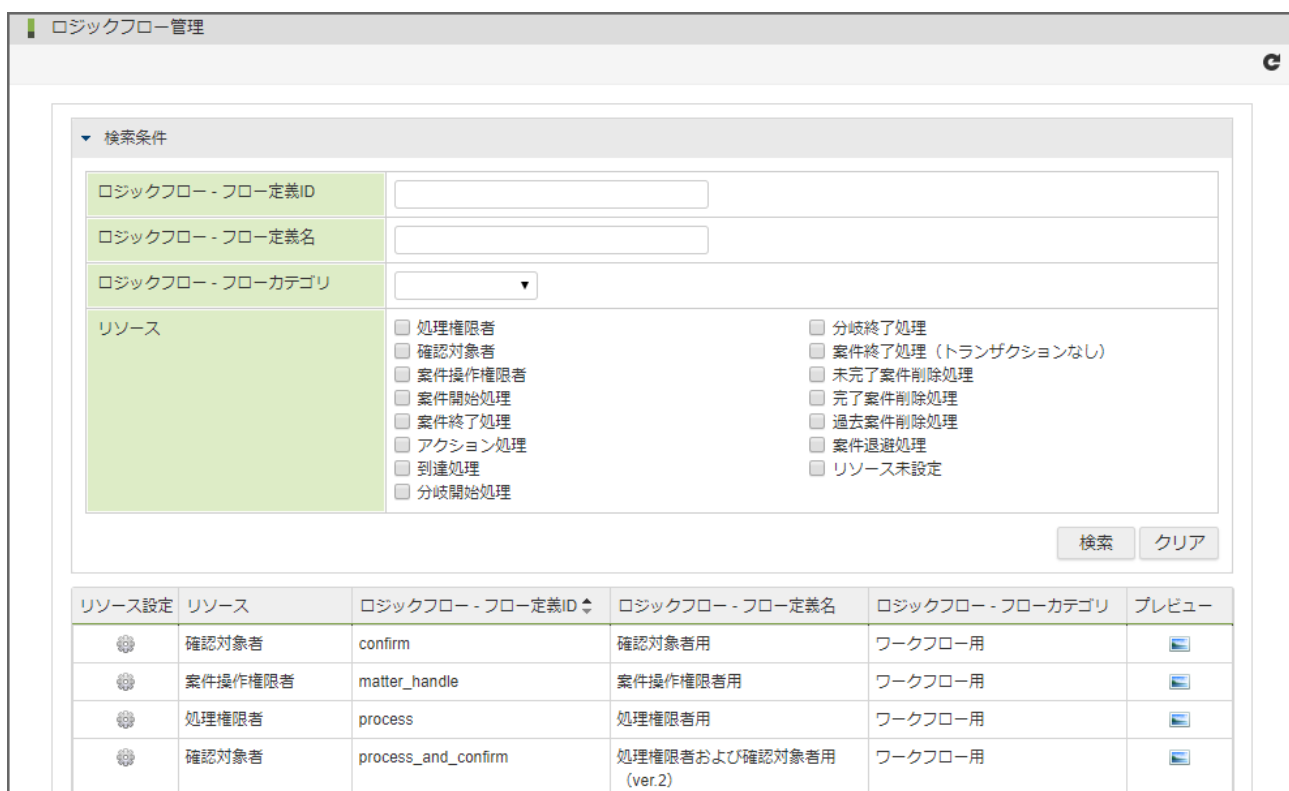 ロジックフロー管理
検索条件
ロジックフロー - フロー定義ID
ロジックフロー - フロー定義名
ロジックフロー - フローカテゴリ
リソース
処理権限者
確認対象者
案件操作権限者
案件開始処理
案件終了処理
アクション処理
到達処理
分岐開始処理
分岐終了処理
案件終了処理（トランザクションなし）
未完了案件削除処理
完了案件削除処理
過去案件削除処理
案件退避処理
リソース未設定
検索 クリア
リソース設定 リソース ロジックフロー - フロー定義ID ロジックフロー - フロー定義名 ロジックフロー - フローカテゴリ プレビュー
確認対象者 confirm 確認対象者用 ワークフロー用
案件操作権限者 matter_handle 案件操作権限者用 ワークフロー用
処理権限者 process 処理権限者用 ワークフロー用
確認対象者 process_and_confirm 処理権限者および確認対象者用 ワークフロー用
（ver.2）